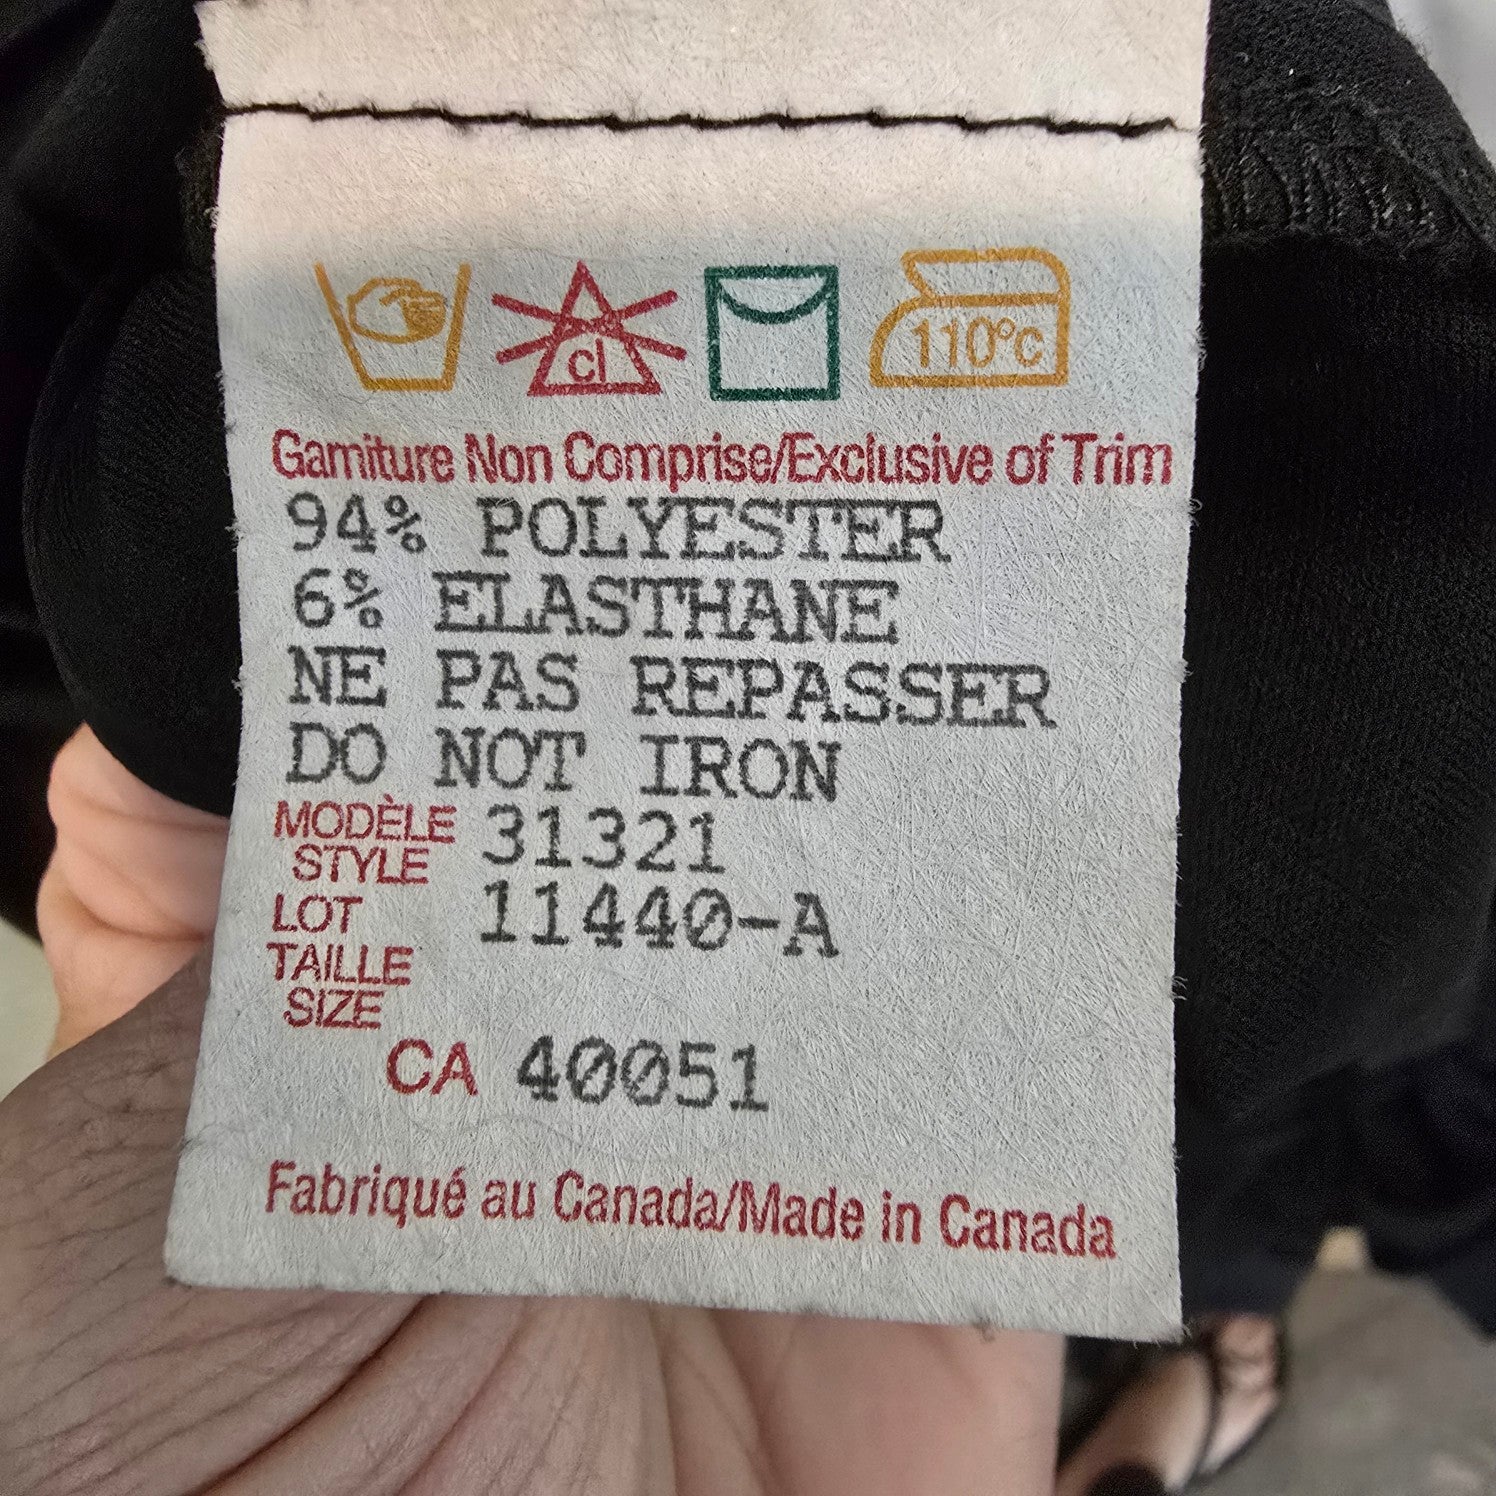 cl
110°c
Garniture Non Comprise/Exclusive of Trim
94% POLYESTER
6% ELASTHANE
NE PAS REPASSER
DO NOT IRON
MODÈLE 31321
STYLE
LOT 11440-A
TAILLE
SIZE
CA 40051
Fabriqué au Canada/Made in Canada